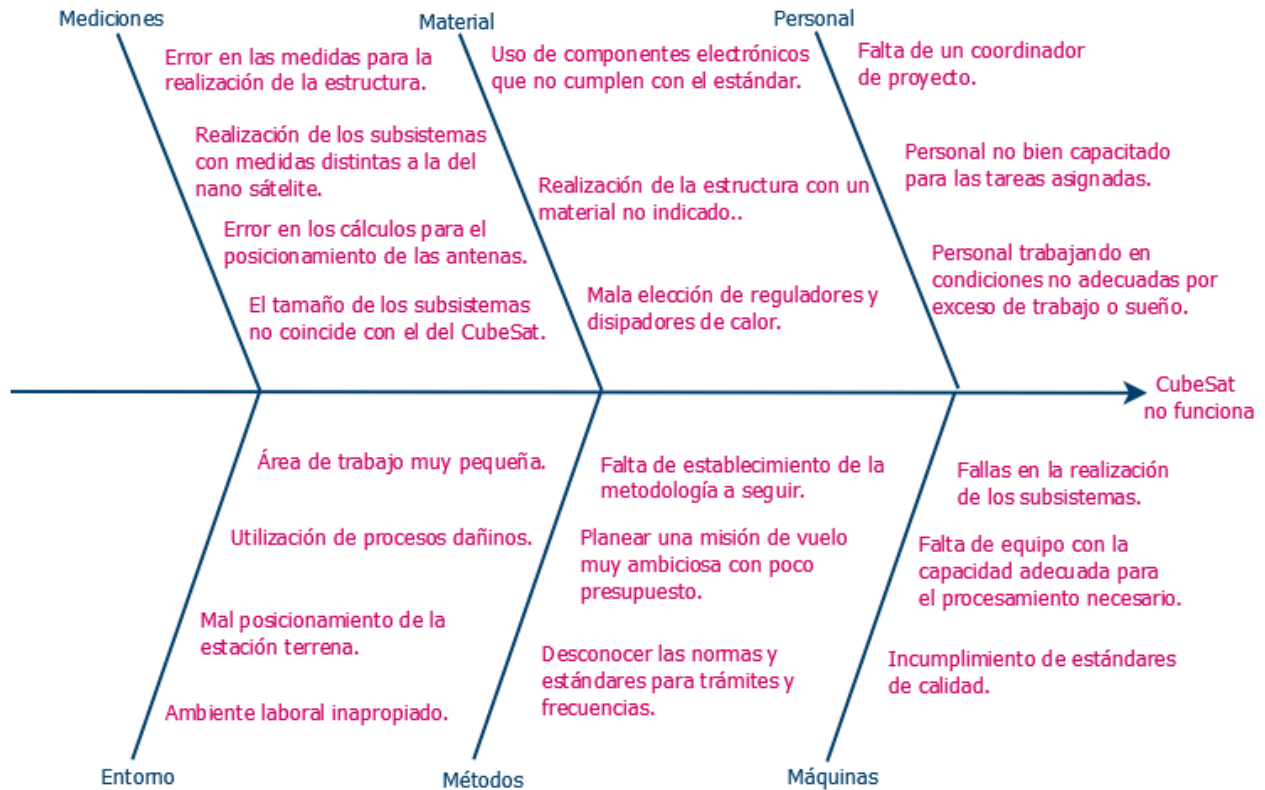 Mediciones
Error en las medidas para la
realización de la estructura.
Realización de los subsistemas
con medidas distintas a la del
nano sátelite.
Error en los cálculos para el
posicionamiento de las antenas.
El tamaño de los subsistemas
no coincide con el del CubeSat.
Material
Uso de componentes electrónicos
que no cumplen con el estándar.
Realización de la estructura con un
material no indicado..
Mala elección de reguladores y
disipadores de calor.
Personal
Falta de un coordinador
de proyecto.
Personal no bien capacitado
para las tareas asignadas.
Personal trabajando en
condiciones no adecuadas por
exceso de trabajo o sueño.
CubeSat
no funciona
Área de trabajo muy pequeña.
Utilización de procesos dañinos.
Mal posicionamiento de la
estación terrena.
Ambiente laboral inapropiado.
Entorno
Falta de establecimiento de la
metodología a seguir.
Planear una misión de vuelo
muy ambiciosa con poco
presupuesto.
Desconocer las normas y
estándares para trámites y
frecuencias.
Métodos
Fallas en la realización
de los subsistemas.
Falta de equipo con la
capacidad adecuada para
el procesamiento necesario.
Incumplimiento de estándares
de calidad.
Máquinas